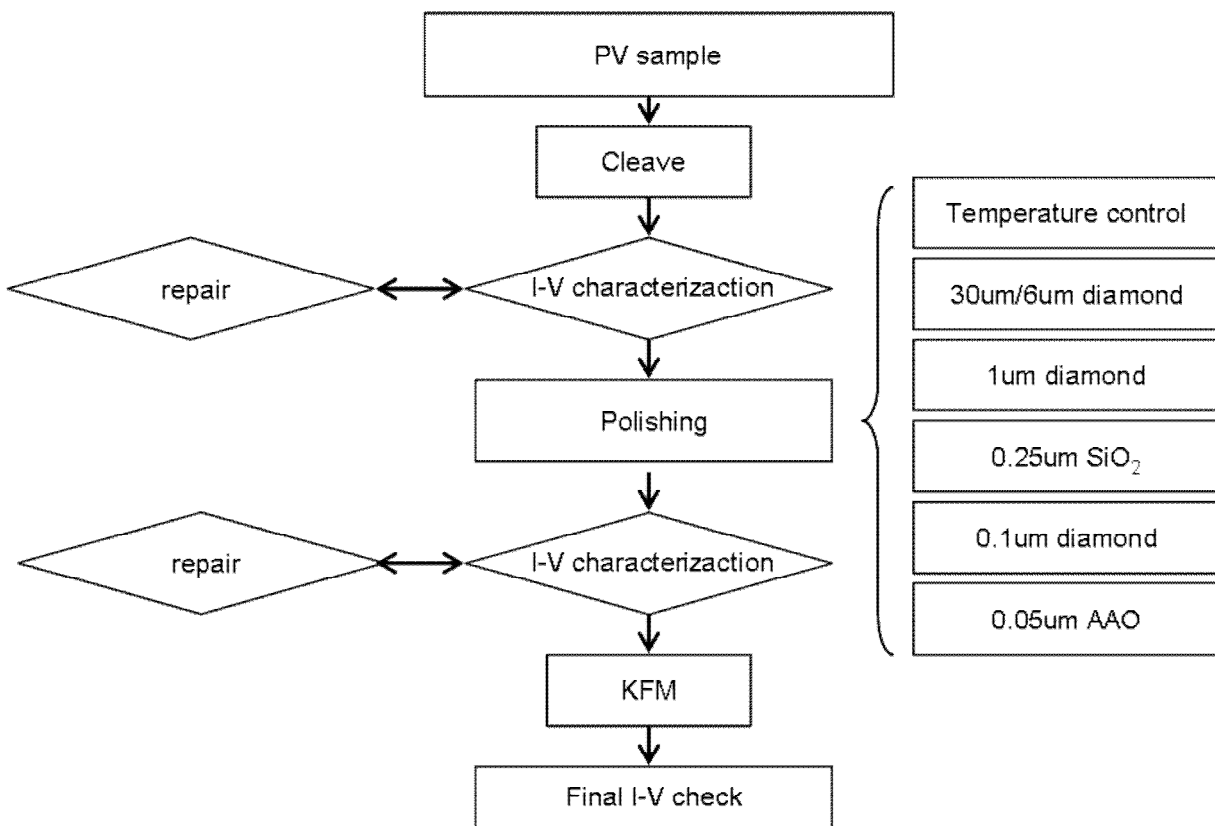 PV sample
Cleave
repair
I-V characterizaction
Polishing
repair
I-V characterizaction
KFM
Final I-V check
Temperature control
30um/6um diamond
1um diamond
0.25um SiO₂
0.1um diamond
0.05um AAO